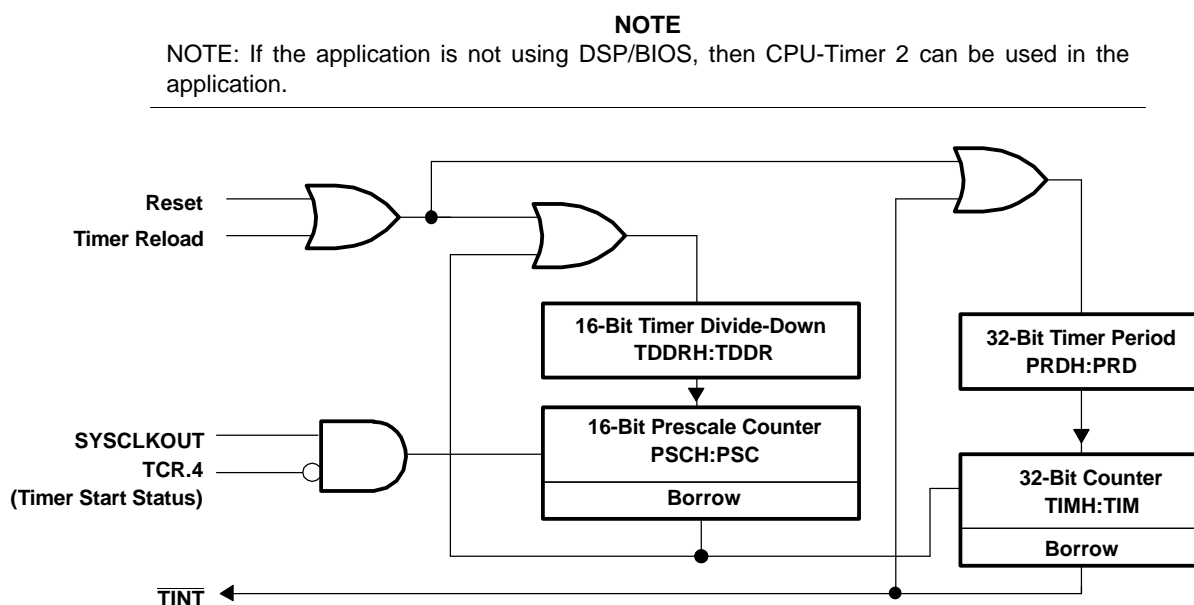 NOTE
NOTE: If the application is not using DSP/BIOS, then CPU-Timer 2 can be used in the
application.
Reset
Timer Reload
16-Bit Timer Divide-Down
TDDRH:TDDR
32-Bit Timer Period
PRDH:PRD
SYSCLKOUT
TCR.4
(Timer Start Status)
16-Bit Prescale Counter
PSCH:PSC
Borrow
32-Bit Counter
TIMH:TIM
Borrow
TINT